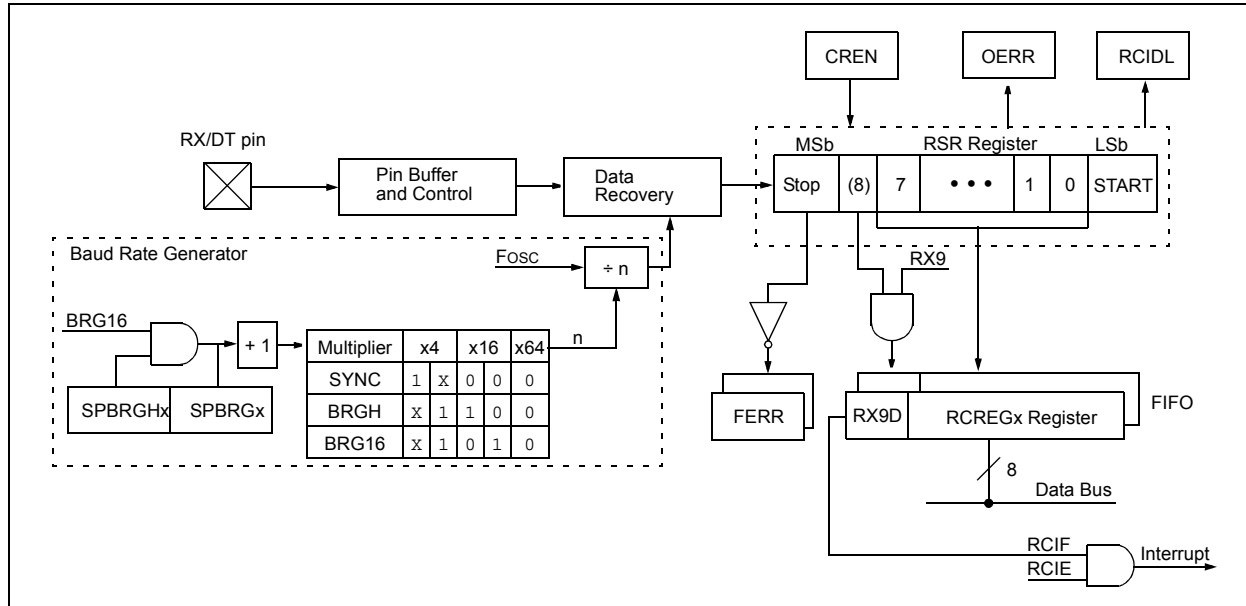 CREN
OERR
RCIDL
RX/DT pin
MSb
RSR Register
LSb
Pin Buffer
and Control
Data
Recovery
Stop (8) 7 • • • 1 0 START
Baud Rate Generator
FOSC
÷ n
RX9
BRG16
+ 1
n
Multiplier x4 x16 x64
SYNC 1 X 0 0 0
BRGH X 1 1 0 0
BRG16 X 1 0 1 0
SPBRGHx SPBRGx
FERR
RX9D
RCREGx Register
FIFO
8
Data Bus
RCIF
RCIE
Interrupt